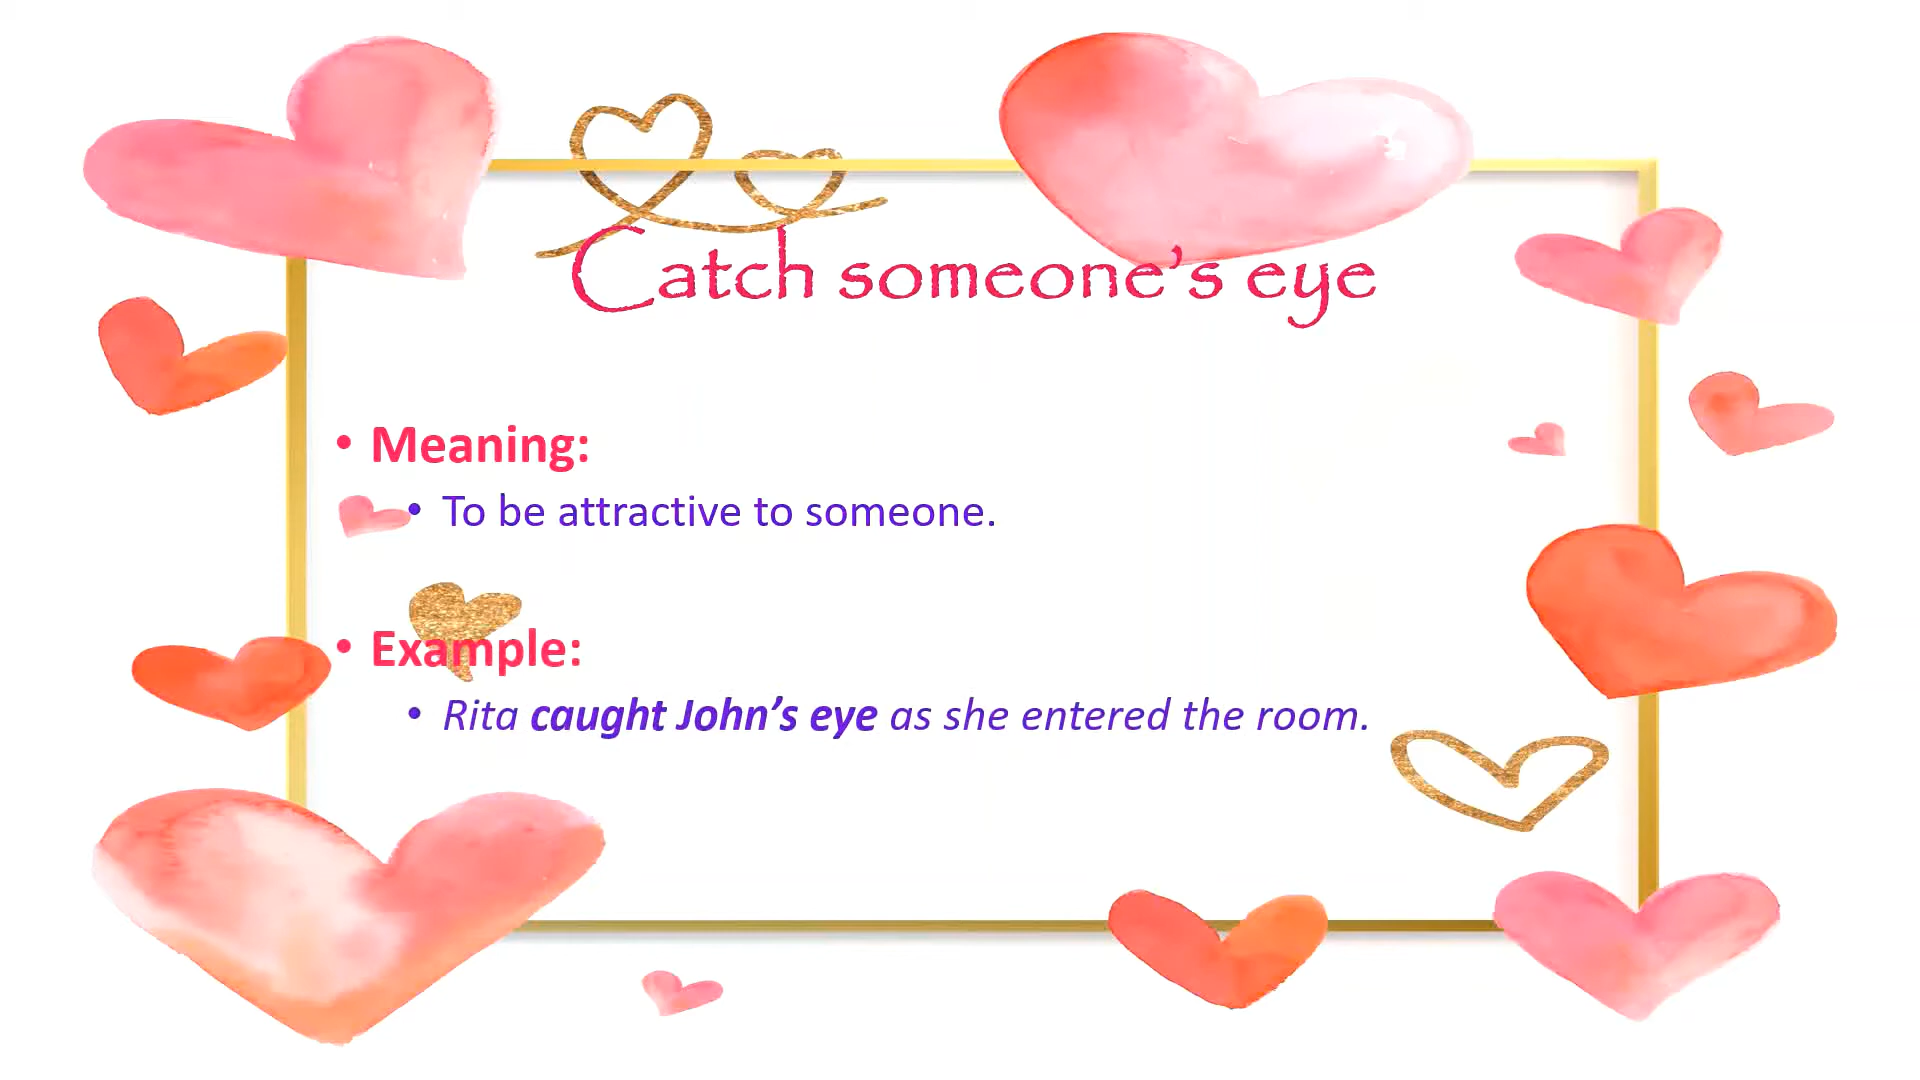 Catch someone's eye
• Meaning:
• To be attractive to someone.
• Example:
• Rita caught John's eye as she entered the room.